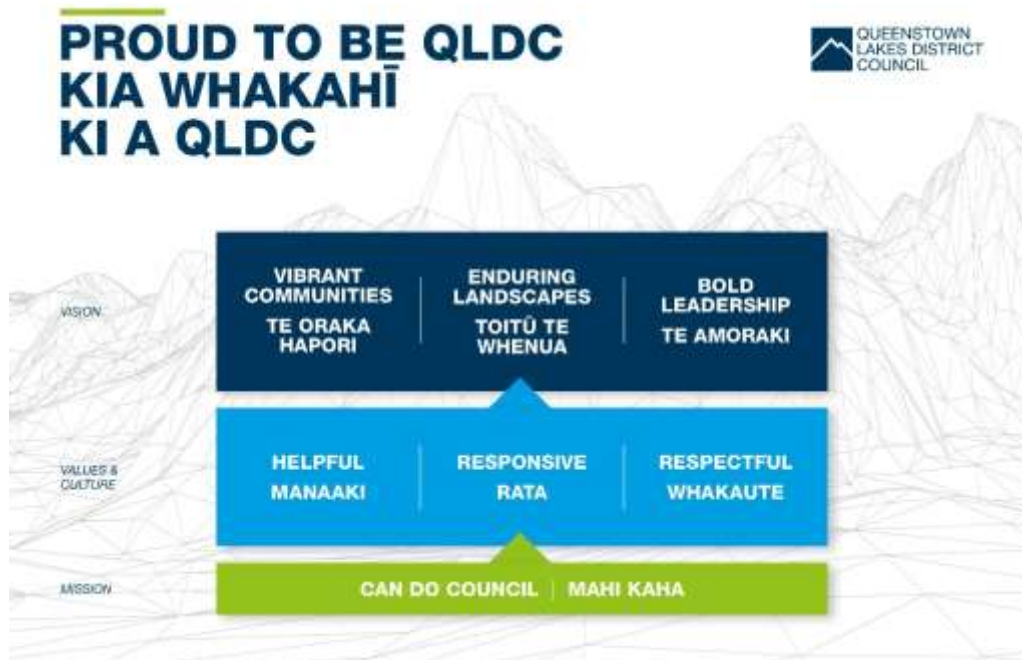 PROUD TO BE QLDC
KIA WHAKAHĪ
KI A QLDC
QUEENSTOWN
LAKES DISTRICT
COUNCIL
VISION
VIBRANT
COMMUNITIES
TE ORAKA
HAPORI
ENDURING
LANDSCAPES
TOITŪ TE
WHENUA
BOLD
LEADERSHIP
TE AMORAKI
VALUES &
CULTURE
HELPFUL
MANAAKI
RESPONSIVE
RATA
RESPECTFUL
WHAKAUTE
MISSION
CAN DO COUNCIL | MAHI KAHA